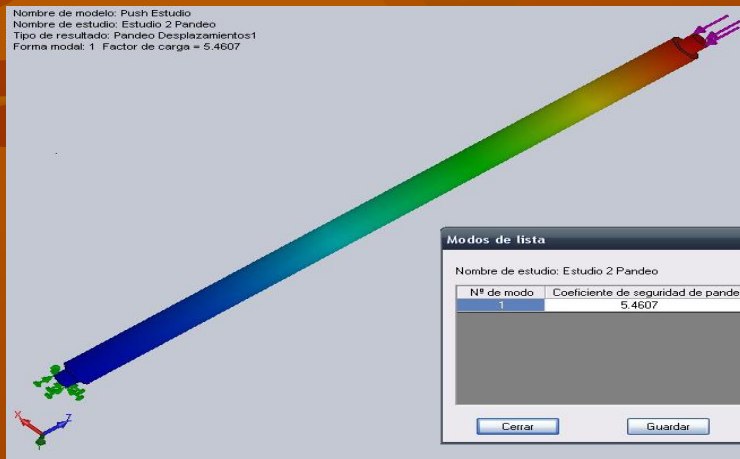 Nombre de modelo: Push Estudio
Nombre de estudio: Estudio 2 Pandeo
Tipo de resultado: Pandeo Desplazamientos1
Forma modal: 1 Factor de carga = 5.4607
Modos de lista
Nombre de estudio: Estudio 2 Pandeo
Nº de modo Coeficiente de seguridad de pande
1 5.4607
Cerrar Guardar
X Z
Y